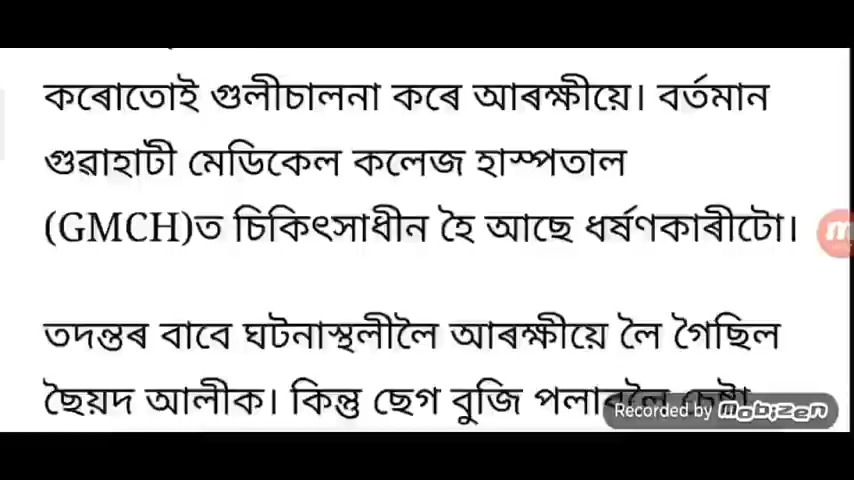 কৰোতোই গুলীচালনা কৰে আৰক্ষীয়ে। বৰ্তমান
গুৱাহাটী মেডিকেল কলেজ হাস্পতাল
(GMCH)ত চিকিৎসাধীন হৈ আছে ধৰ্ষণকাৰীটো।
তদন্তৰ বাবে ঘটনাস্থলীলৈ আৰক্ষীয়ে লৈ গৈছিল
ছৈয়দ আলীক। কিন্তু ছেগ বুজি পলাবলৈ চেষ্টা
Recorded by Mobizen